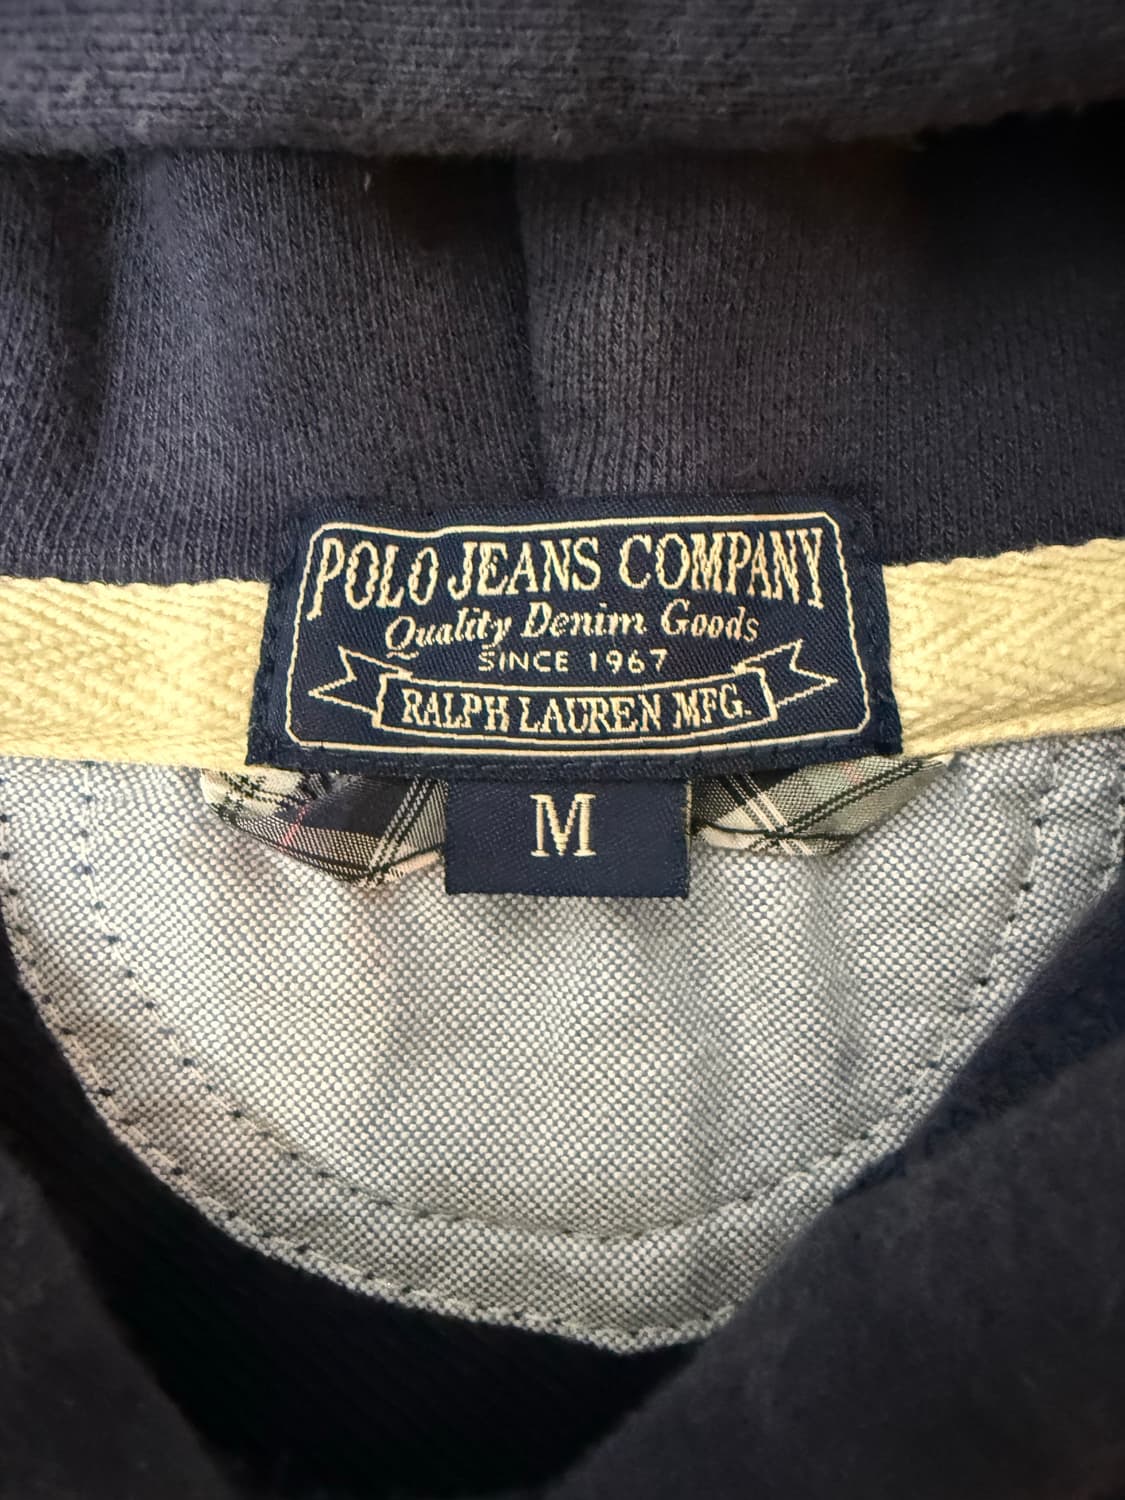 POLO JEANS COMPANY
Quality Denim Goods
SINCE 1967
RALPH LAUREN MFG.
M